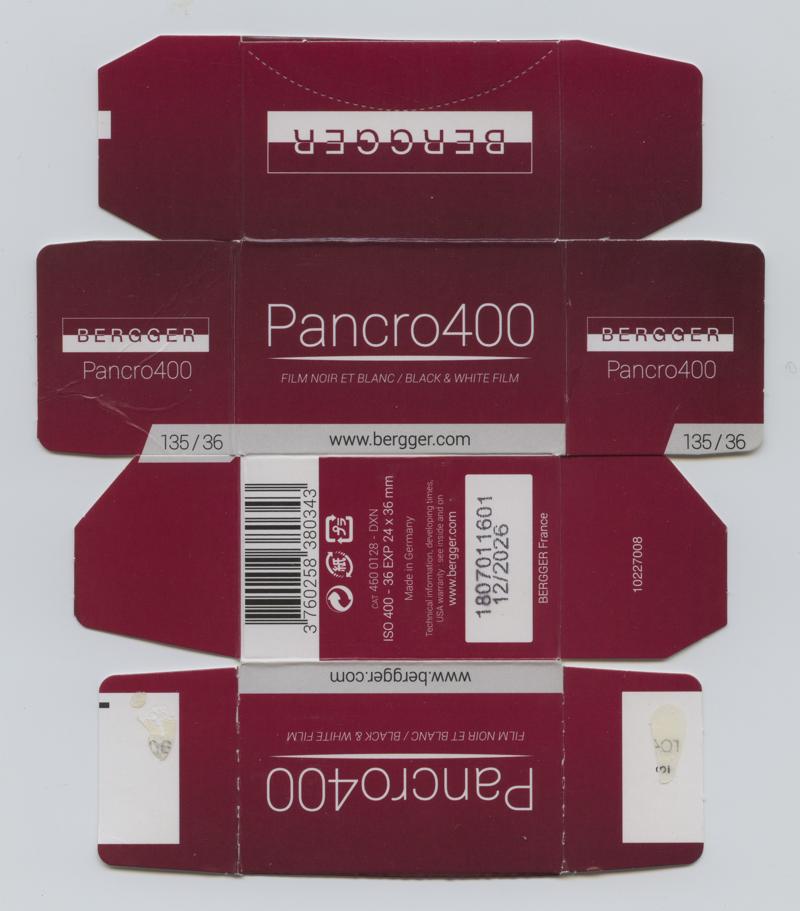 BERGGER
BERGGER
Pancro400
135 / 36
Pancro400
FILM NOIR ET BLANC / BLACK & WHITE FILM
www.bergger.com
BERGGER
Pancro400
135 / 36
3 760258 380343
CAT 460 0128 - DXN
ISO 400 - 36 EXP 24 x 36 mm
Made in Germany
Technical information, developing times,
USA warranty : see inside and on
www.bergger.com
1807011601
12/2026
BERGGER France
10227008
www.bergger.com
FILM NOIR ET BLANC / BLACK & WHITE FILM
Pancro400